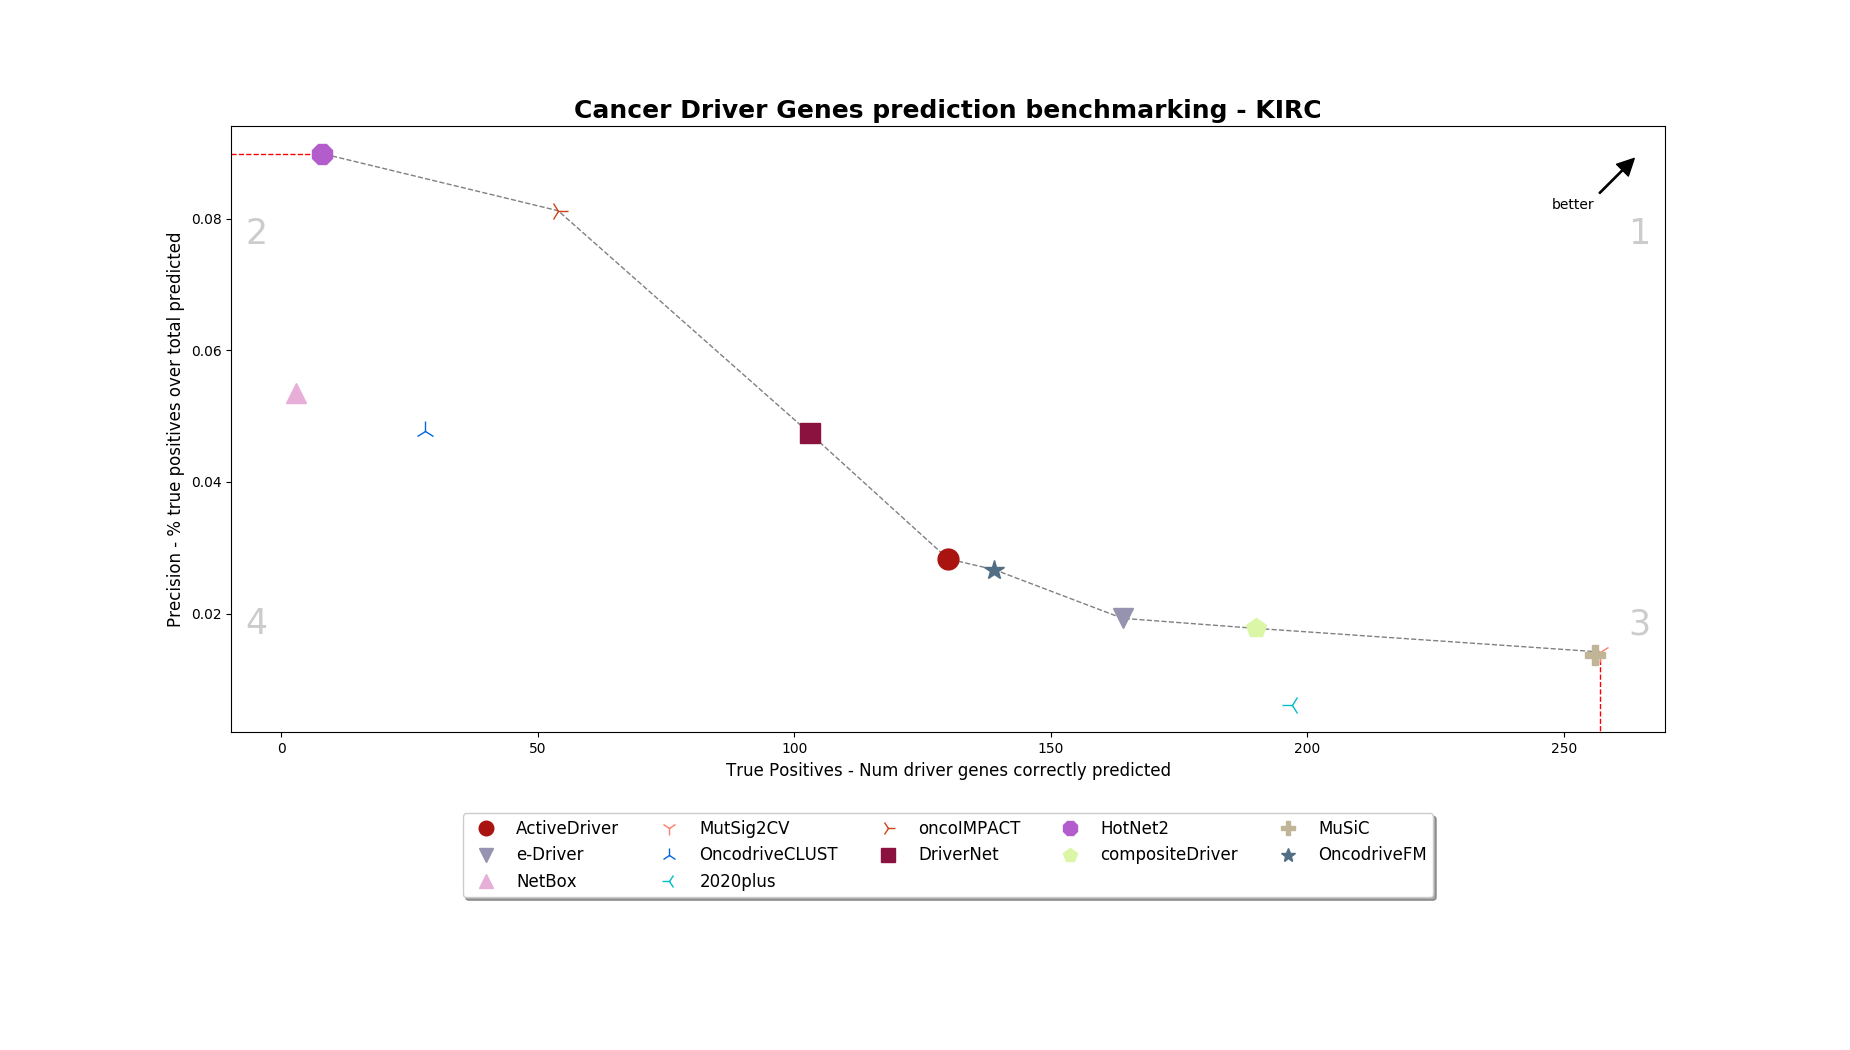 Cancer Driver Genes prediction benchmarking - KIRC
better
2
1
4
3
0.08
0.06
0.04
0.02
Precision - % true positives over total predicted
0
50
100
150
200
250
True Positives - Num driver genes correctly predicted
ActiveDriver
MutSig2CV
oncoIMPACT
HotNet2
MuSiC
e-Driver
OncodriveCLUST
DriverNet
compositeDriver
OncodriveFM
NetBox
2020plus